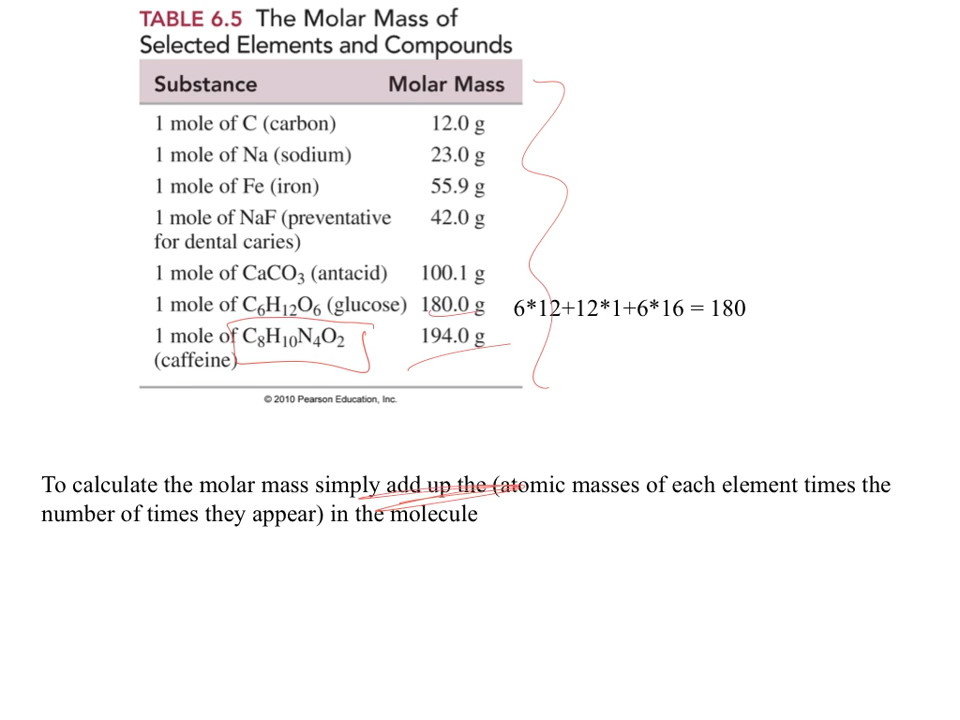 TABLE 6.5 The Molar Mass of
Selected Elements and Compounds
Substance Molar Mass
1 mole of C (carbon) 12.0 g
1 mole of Na (sodium) 23.0 g
1 mole of Fe (iron) 55.9 g
1 mole of NaF (preventative 42.0 g
for dental caries)
1 mole of CaCO₃ (antacid) 100.1 g
1 mole of C₆H₁₂O₆ (glucose) 180.0 g 6*12+12*1+6*16 = 180
1 mole of C₈H₁₀N₄O₂ 194.0 g
(caffeine)
© 2010 Pearson Education, Inc.
To calculate the molar mass simply add up the (atomic masses of each element times the
number of times they appear) in the molecule